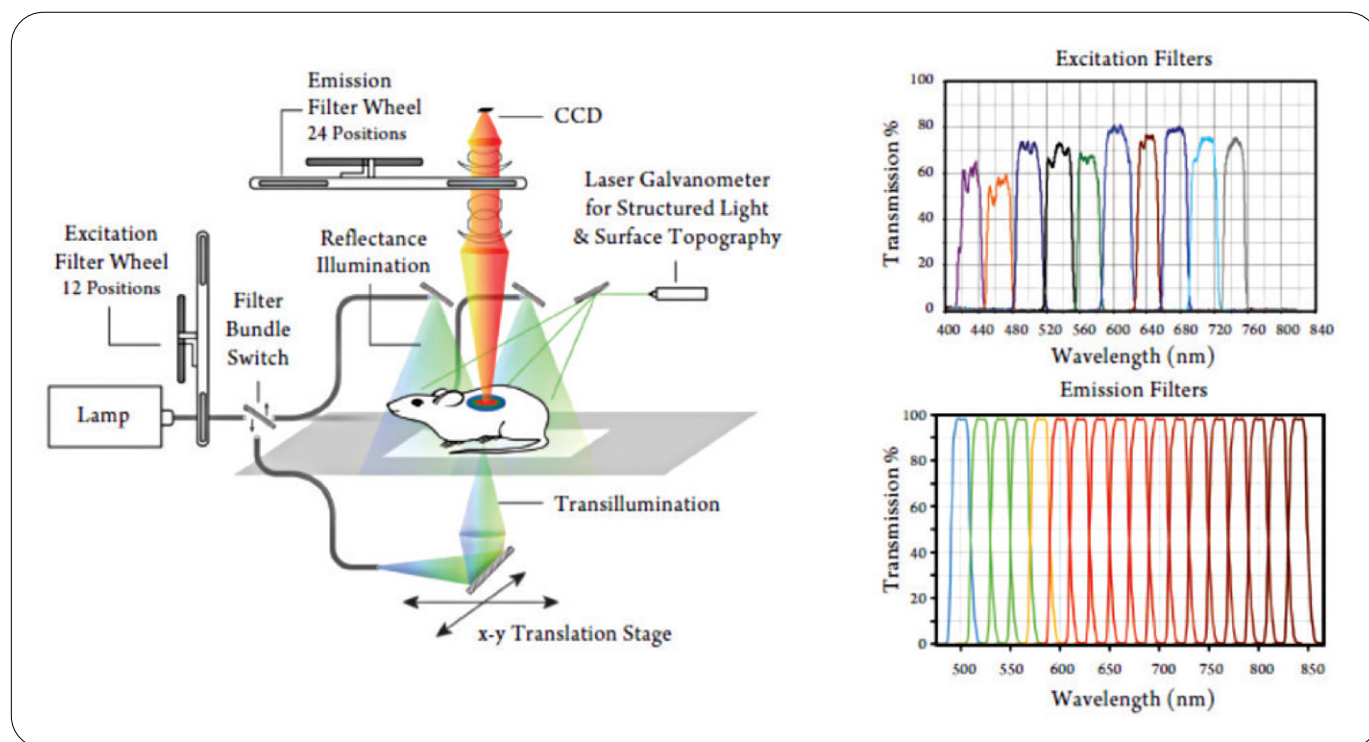 Emission
Filter Wheel
24 Positions
CCD
Laser Galvanometer
for Structured Light
& Surface Topography
Excitation
Filter Wheel
12 Positions
Reflectance
Illumination
Filter
Bundle
Switch
Lamp
Transillumination
x-y Translation Stage
Excitation Filters
Transmission %
100
80
60
40
20
0
400 440 480 520 560 600 640 680 720 760 800 840
Wavelength (nm)
Emission Filters
Transmission %
100
80
60
40
20
0
500 550 600 650 700 750 800 850
Wavelength (nm)